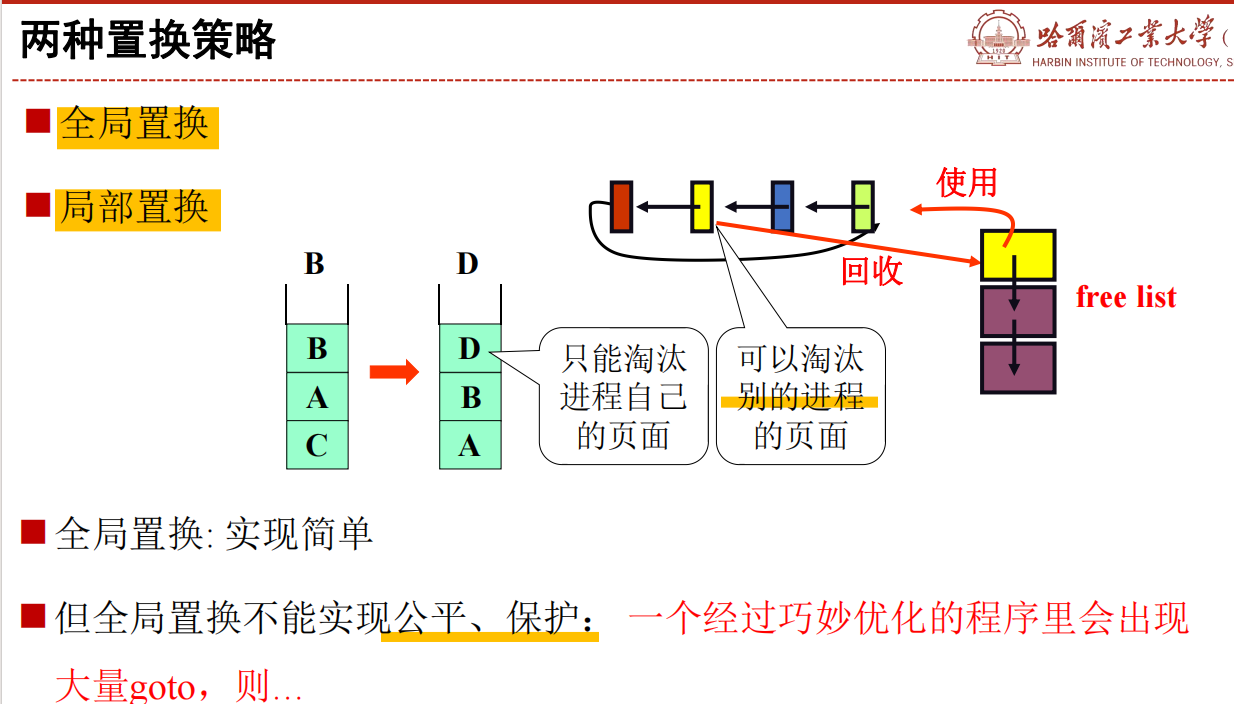 两种置换策略
哈爾濱工業大学（
HARBIN INSTITUTE OF TECHNOLOGY, S
1920
HIT
全局置换
局部置换
使用
回收
free list
B
D
B
A
C
D
B
A
只能淘汰
进程自己
的页面
可以淘汰
别的进程
的页面
全局置换: 实现简单
但全局置换不能实现公平、保护： 一个经过巧妙优化的程序里会出现
大量goto，则...